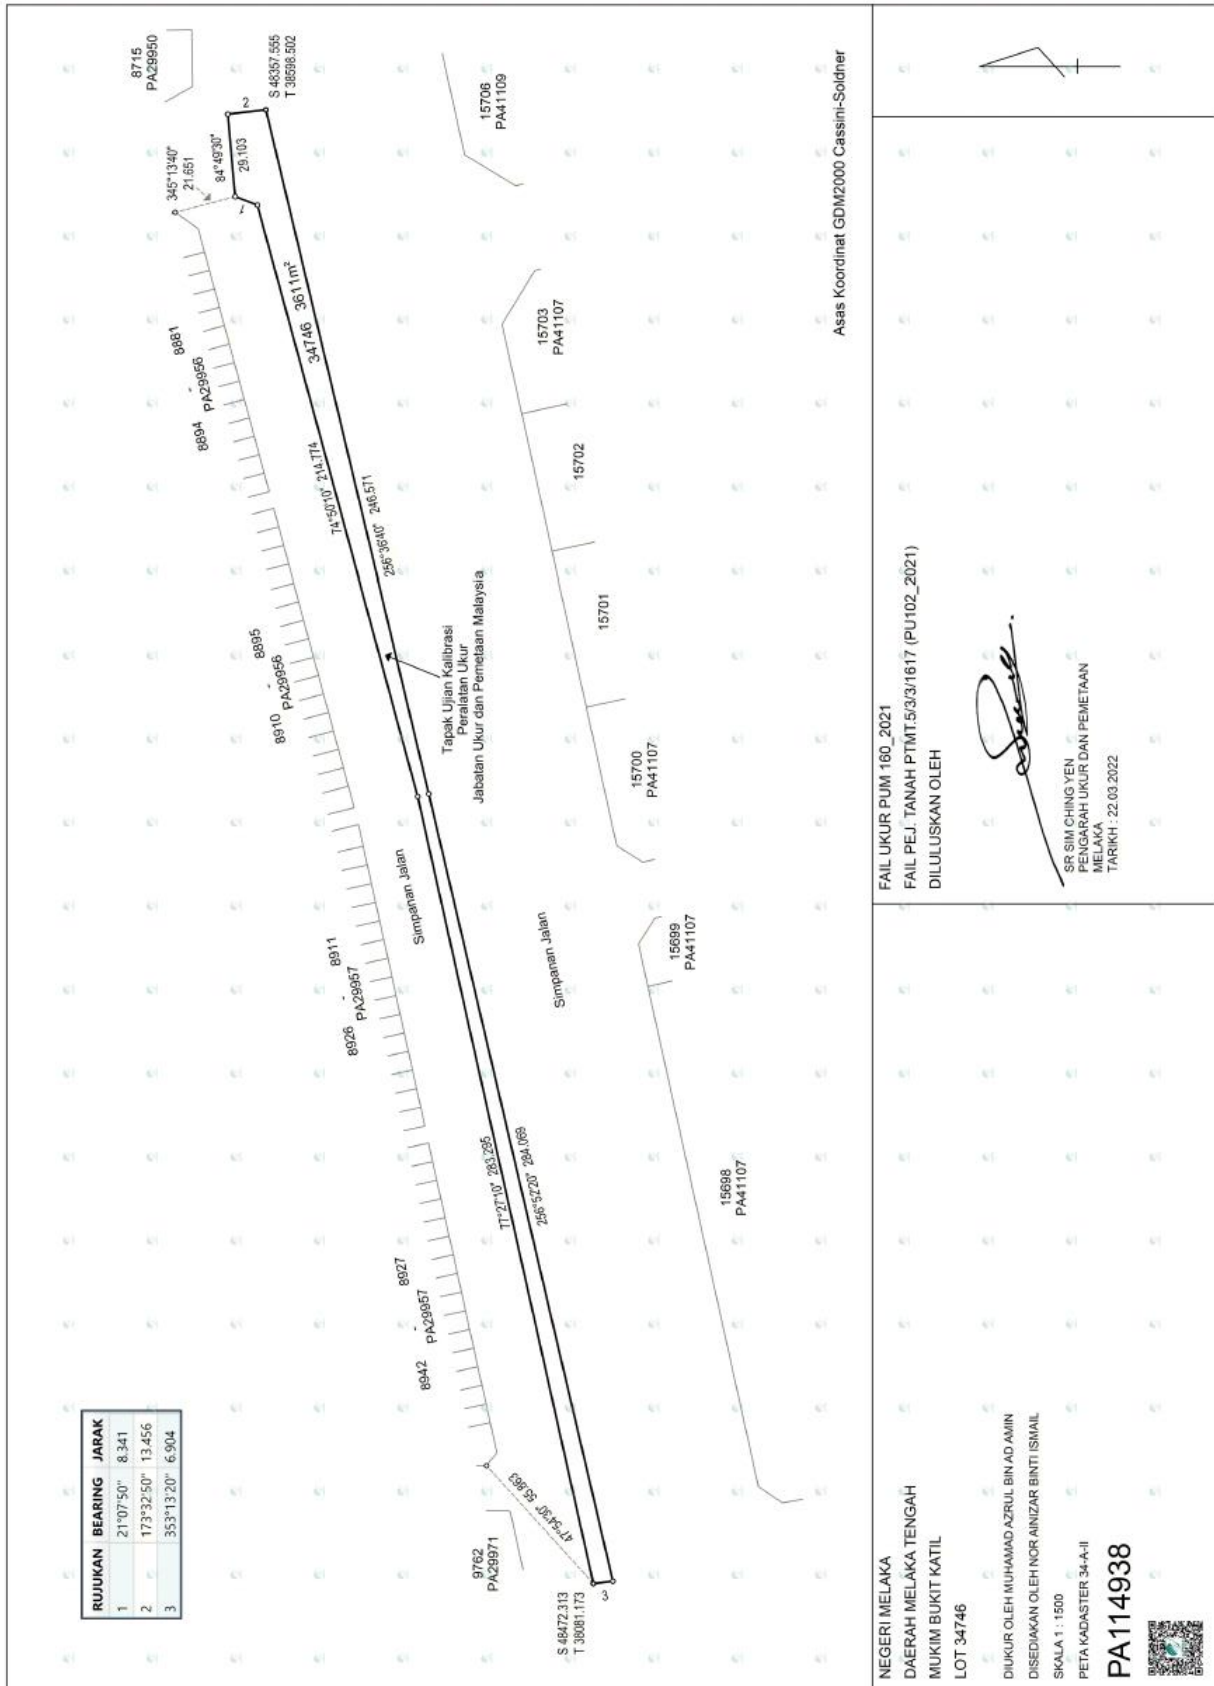 RUJUKAN BEARING JARAK
1 21°07'50" 8.341
2 173°32'50" 13.456
3 353°13'20" 6.904
8715
PA29950
345°13'40"
21.651
84°49'30"
29.103
1
2
S 48357.555
T 38598.502
15706
PA41109
8881
-
PA29956
8894
34746 3611m²
74°50'10" 214.774
256°36'40" 246.571
15703
PA41107
15702
15701
15700
PA41107
8895
-
PA29956
8910
Tapak Ujian Kalibrasi
Peralatan Ukur
Jabatan Ukur dan Pemetaan Malaysia
Simpanan Jalan
8911
-
PA29957
8926
Simpanan Jalan
15699
PA41107
77°27'10" 283.295
256°52'20" 284.069
15698
PA41107
8927
-
PA29957
8942
47°54'30" 55.863
9762
PA29971
S 48472.313
T 38081.173
3
Asas Koordinat GDM2000 Cassini-Soldner
NEGERI MELAKA
DAERAH MELAKA TENGAH
MUKIM BUKIT KATIL
LOT 34746
DIUKUR OLEH MUHAMAD AZRUL BIN AD AMIN
DISEDIAKAN OLEH NOR AINIZAR BINTI ISMAIL
SKALA 1 : 1500
PETA KADASTER 34-A-II
PA114938
FAIL UKUR PUM 160_2021
FAIL PEJ. TANAH PTMT.5/3/3/1617 (PU102_2021)
DILULUSKAN OLEH
SR SIM CHING YEN
PENGARAH UKUR DAN PEMETAAN
MELAKA
TARIKH : 22.03.2022